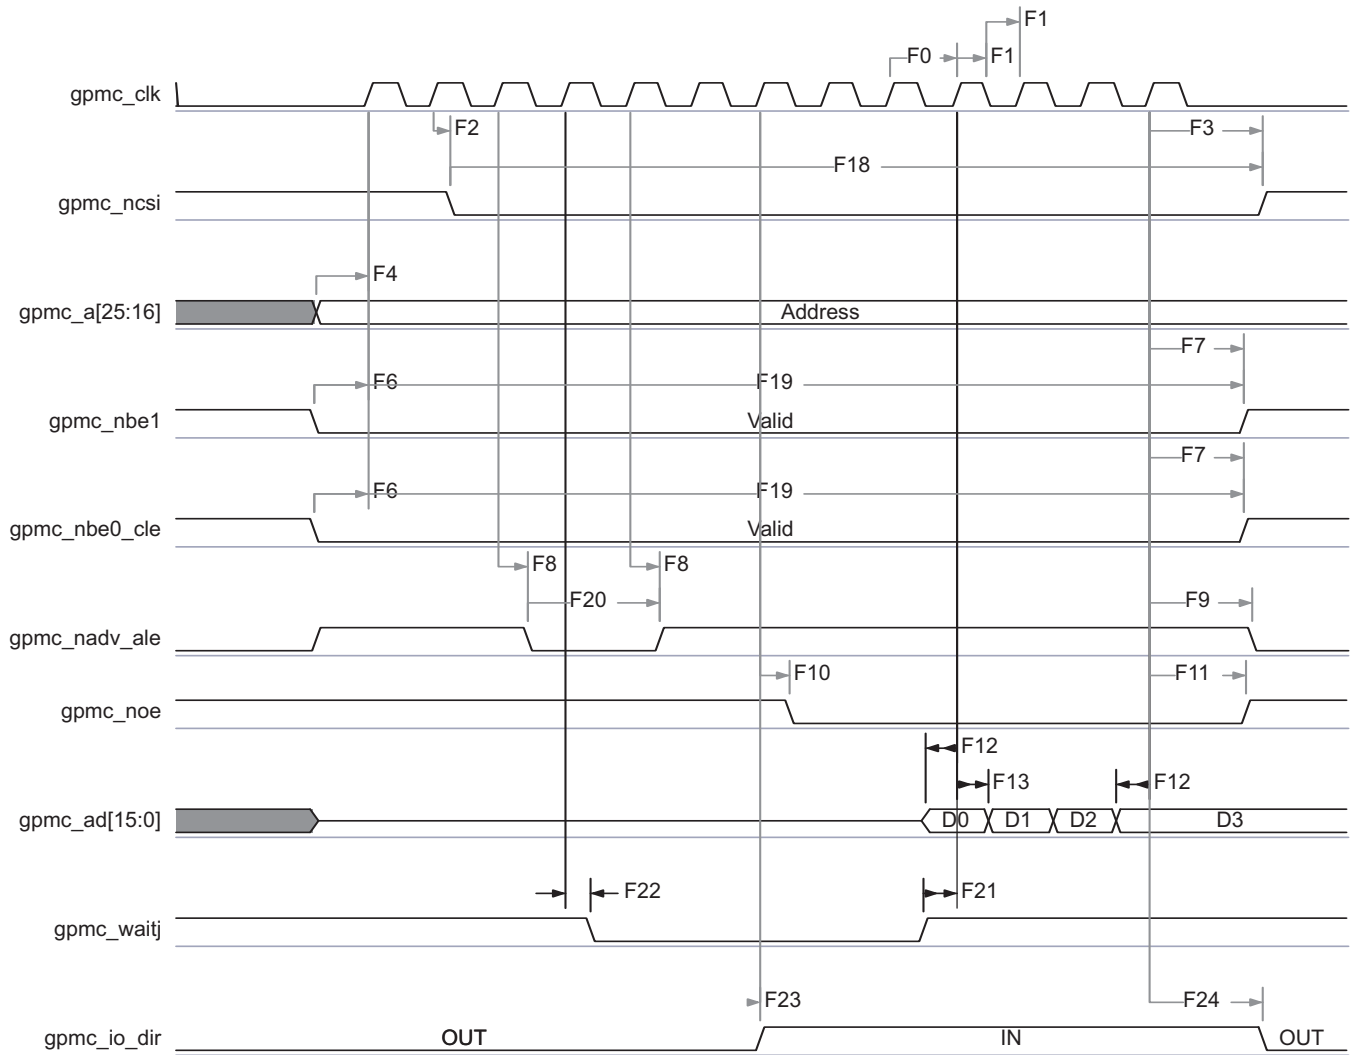 F1
F0 F1
gpmc_clk
F2 F3
F18
gpmc_ncsi
F4
gpmc_a[25:16] Address
F7
F6 F19
gpmc_nbe1 Valid
F7
F6 F19
gpmc_nbe0_cle Valid
F8 F8
F20 F9
gpmc_nadv_ale
F10 F11
gpmc_noe
F12
F13 F12
gpmc_ad[15:0] D0 D1 D2 D3
F22 F21
gpmc_waitj
F23 F24
gpmc_io_dir OUT IN OUT